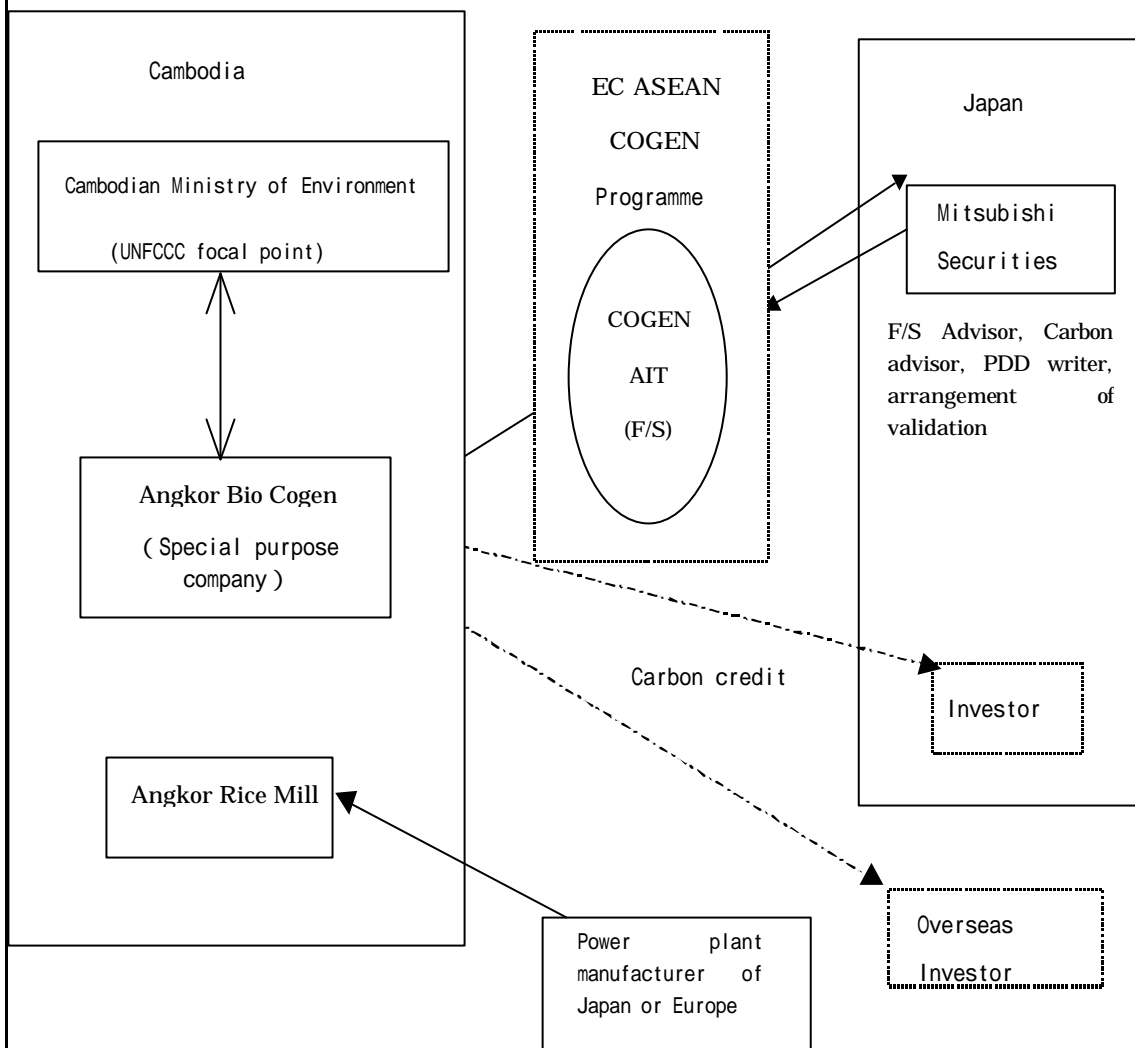 Cambodia
Cambodian Ministry of Environment
(UNFCCC focal point)
Angkor Bio Cogen
(Special purpose
company)
Angkor Rice Mill
EC ASEAN
COGEN
Programme
COGEN
AIT
(F/S)
Japan
Mitsubishi
Securities
F/S Advisor, Carbon
advisor, PDD writer,
arrangement of
validation
Carbon credit
Investor
Overseas
Investor
Power plant
manufacturer of
Japan or Europe